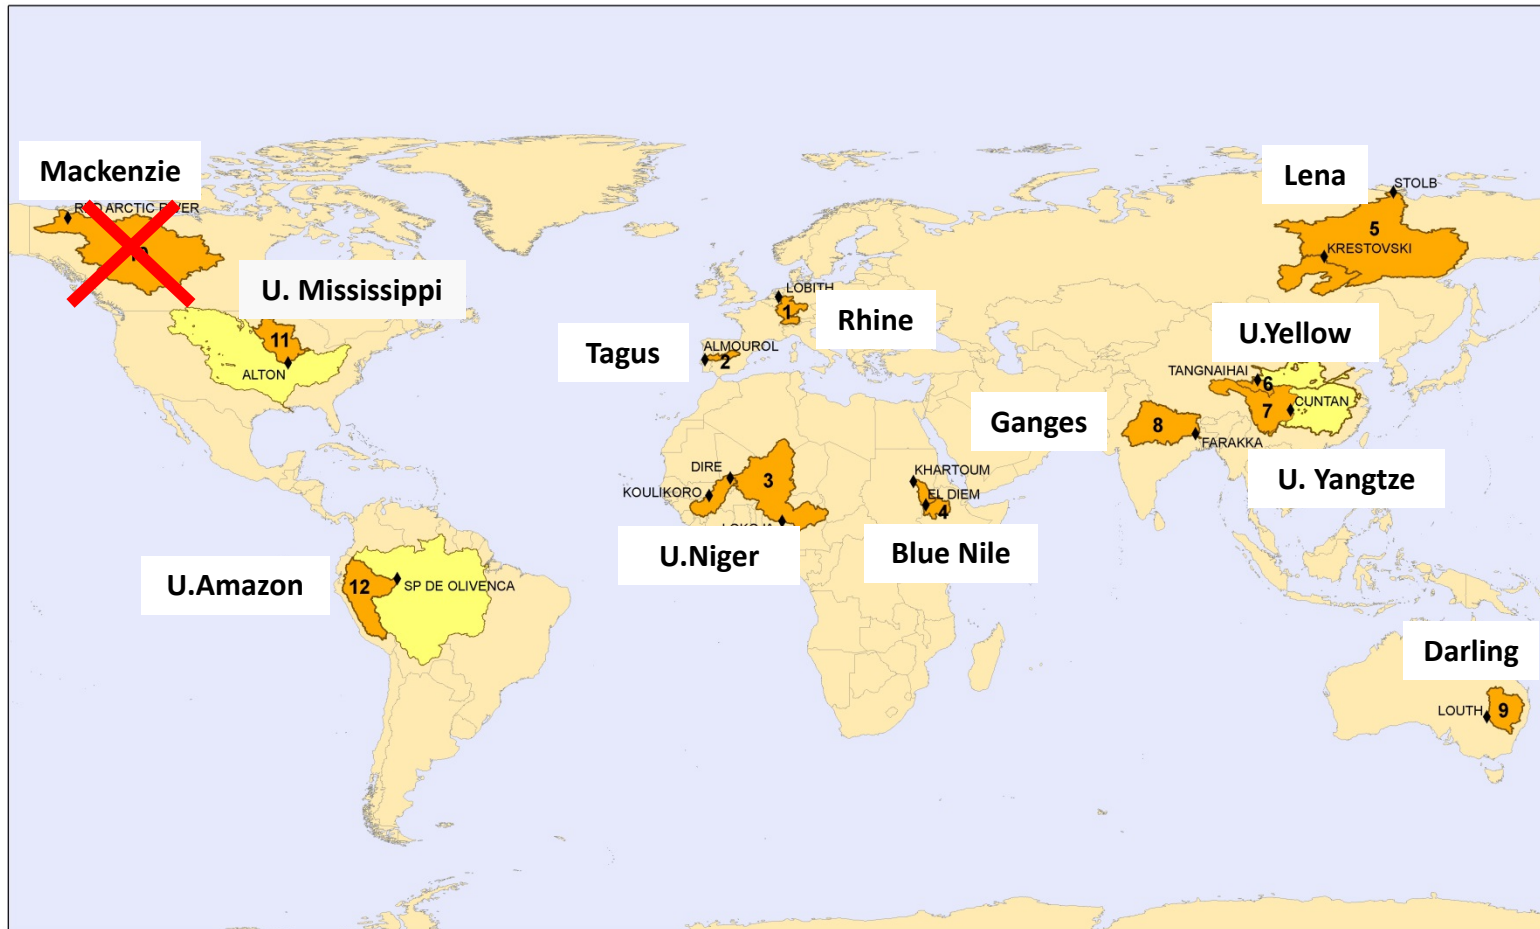 Mackenzie
Lena
STOLB
ARCTIC RIVER
5
KRESTOVSKI
U. Mississippi
LOBITH
1
Rhine
U.Yellow
11
ALTON
Tagus
ALMOUROL
2
TANGNAIHAI
6
7
CUNTAN
Ganges
8
FARAKKA
DIRE
3
KHARTOUM
KOULIKORO
EL DIEM
4
U. Yangtze
U.Niger
Blue Nile
U.Amazon
12
SP DE OLIVENCA
Darling
LOUTH
9